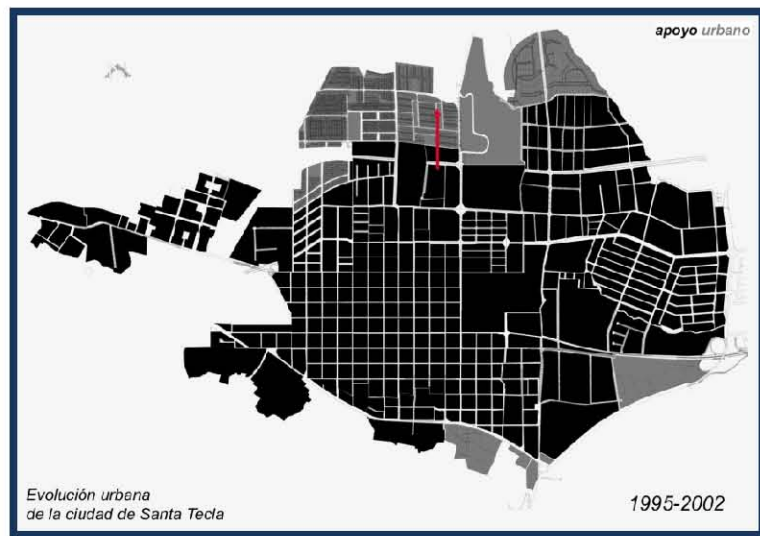 apoyo urbano
Evolución urbana
de la ciudad de Santa Tecla
1995-2002